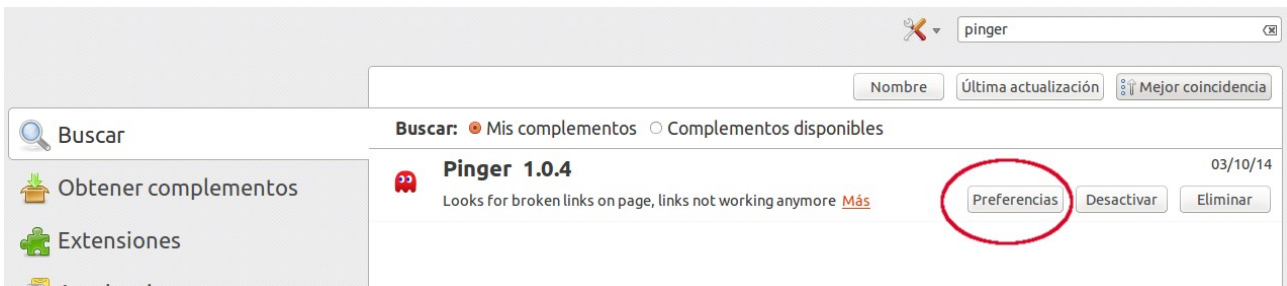 pinger
Nombre Última actualización Mejor coincidencia
Buscar
Buscar: Mis complementos Complementos disponibles
Pinger 1.0.4 03/10/14
Looks for broken links on page, links not working anymore Más
Preferencias Desactivar Eliminar
Obtener complementos
Extensiones